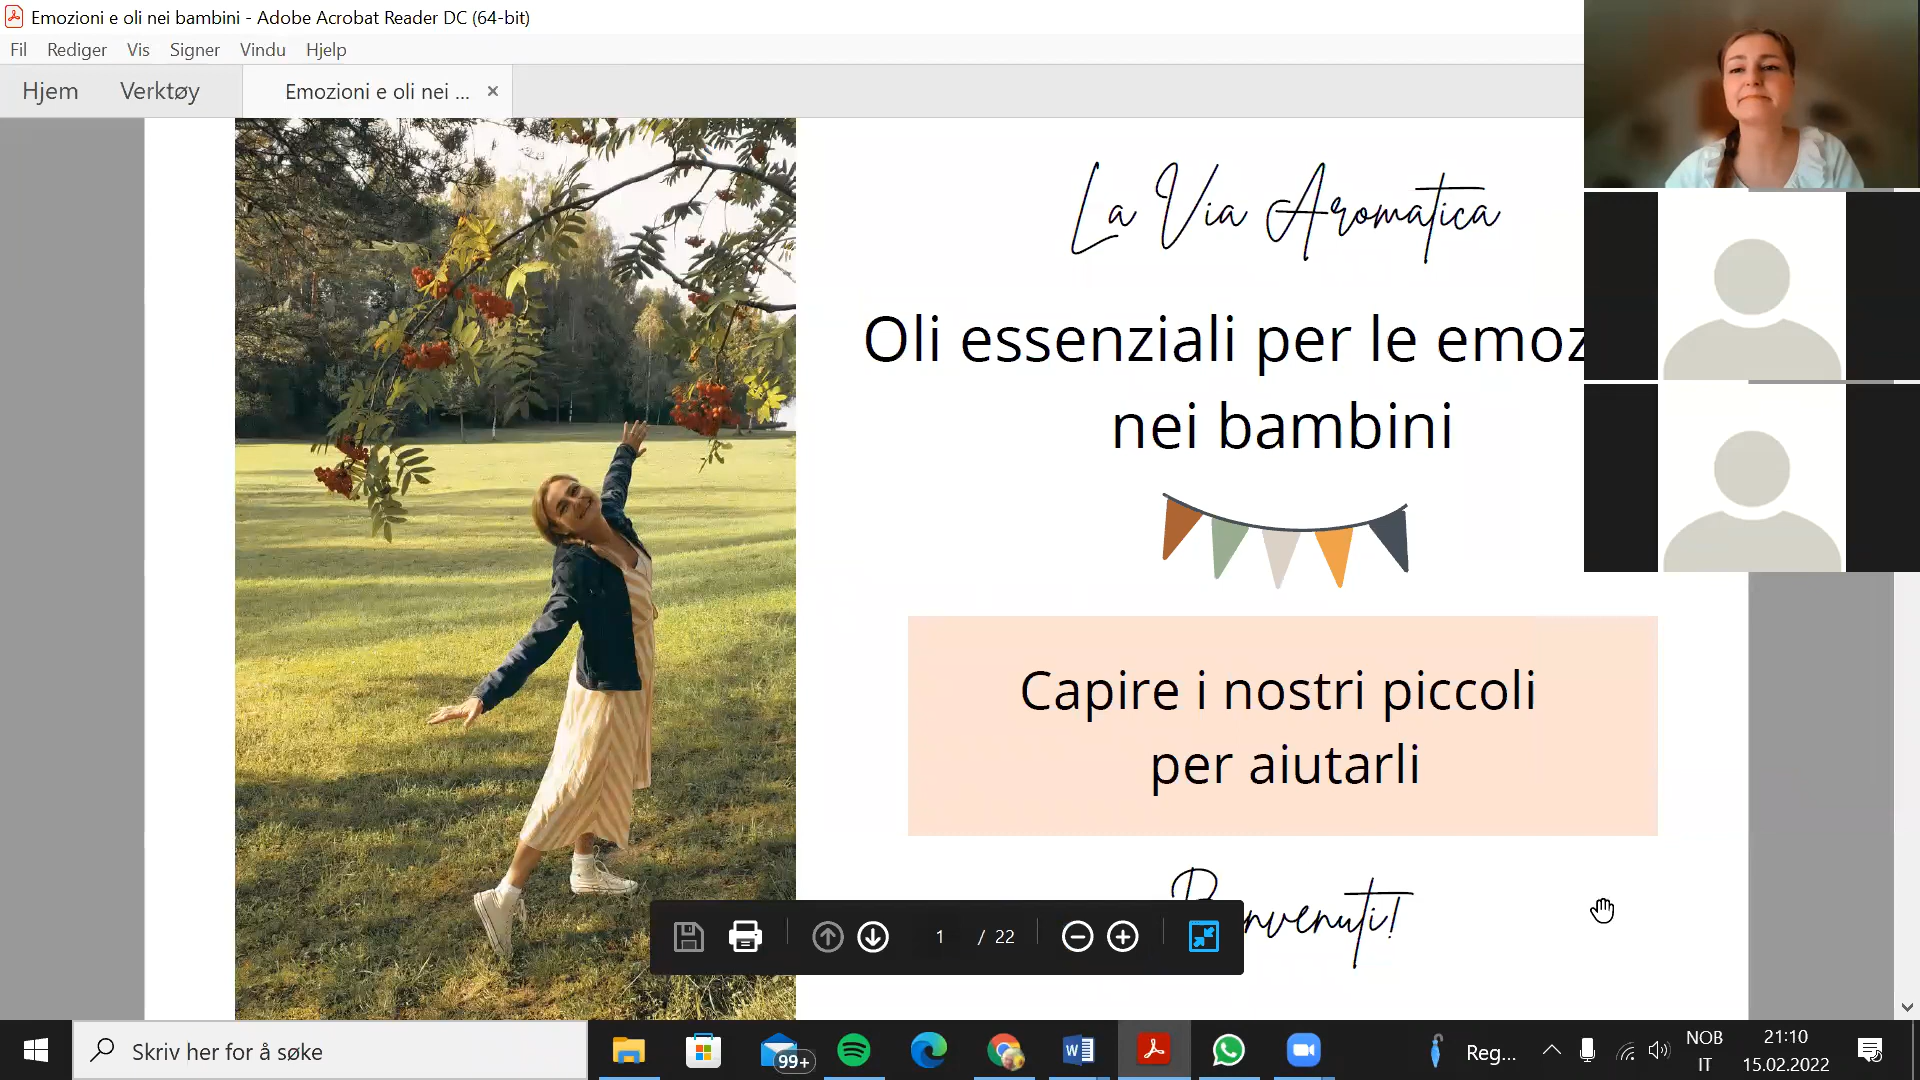 Emozioni e oli nei bambini - Adobe Acrobat Reader DC (64-bit)
Fil Rediger Vis Signer Vindu Hjelp
Hjem Verktøy Emozioni e oli nei ... ×
La Via Aromatica
Oli essenziali per le emoz
nei bambini
Capire i nostri piccoli
per aiutarli
nvenuti!
1 / 22
Skriv her for å søke
99+
Reg...
NOB
IT
21:10
15.02.2022